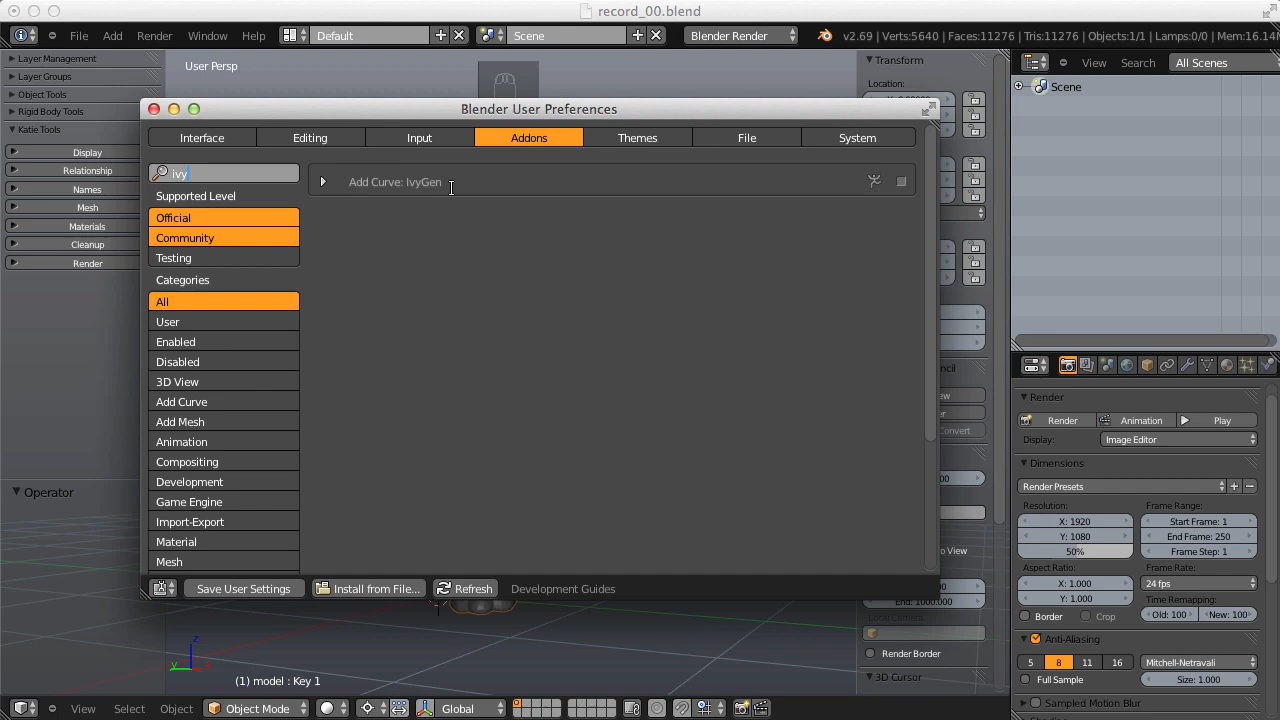 record_00.blend
File Add Render Window Help Default Scene Blender Render v2.69 | Verts:5640 | Faces:11276 | Tris:11276 | Objects:1/1 | Lamps:0/0 | Mem:16.14M
User Persp
Layer Management
Layer Groups
Object Tools
Rigid Body Tools
Katie Tools
Display
Relationship
Names
Mesh
Materials
Cleanup
Render
Operator
Blender User Preferences
Interface Editing Input Addons Themes File System
ivy
Supported Level
Official
Community
Testing
Categories
All
User
Enabled
Disabled
3D View
Add Curve
Add Mesh
Animation
Compositing
Development
Game Engine
Import-Export
Material
Mesh
Add Curve: IvyGen
Save User Settings Install from File... Refresh Development Guides
Transform
Location:
Convert
End: 1000.000
Local Camera:
Render Border
3D Cursor
View Search All Scenes
Scene
Render
Render Animation Play
Display: Image Editor
Dimensions
Render Presets
Resolution: Frame Range:
X: 1920 Start Frame: 1
Y: 1080 End Frame: 250
50% Frame Step: 1
Aspect Ratio: Frame Rate:
X: 1.000 24 fps
Y: 1.000 Time Remapping:
Border Crop Old: 100 New: 100
Anti-Aliasing
5 8 11 16 Mitchell-Netravali
Full Sample Size: 1.000
Sampled Motion Blur
z
y
x
(1) model : Key 1
View Select Object Object Mode Global